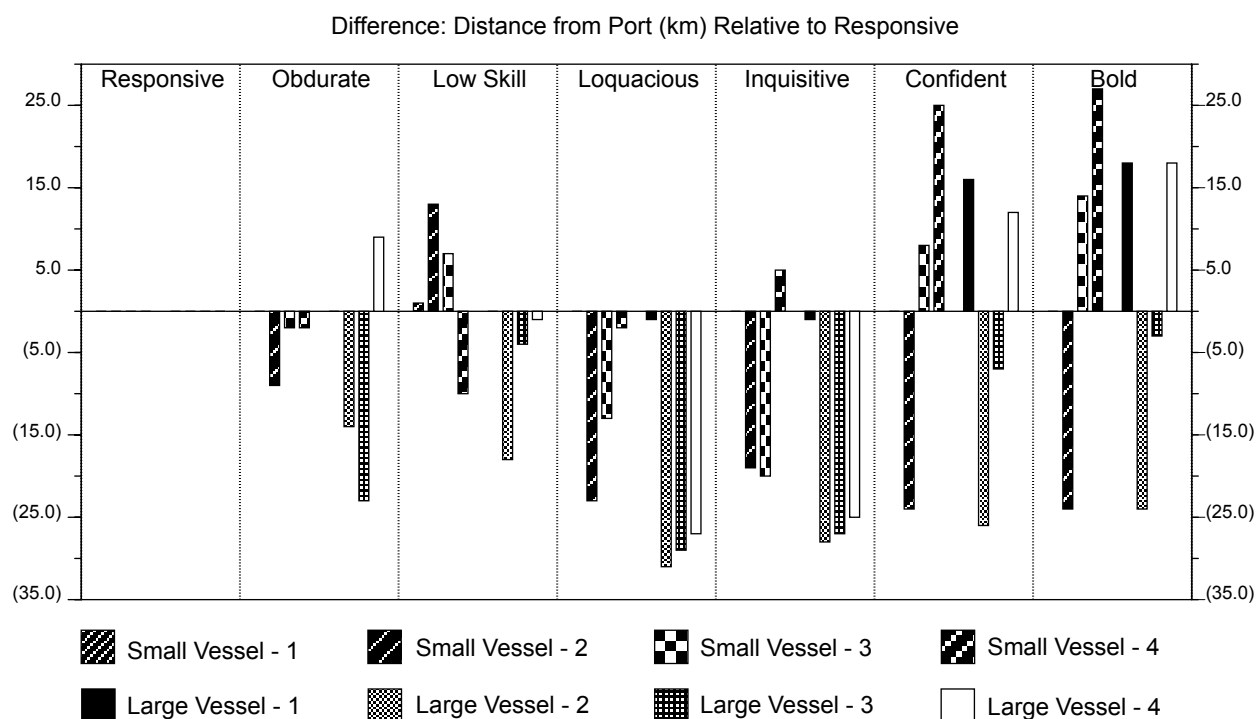 Difference: Distance from Port (km) Relative to Responsive
Responsive Obdurate Low Skill Loquacious Inquisitive Confident Bold
25.0 25.0
15.0 15.0
5.0 5.0
(5.0) (5.0)
(15.0) (15.0)
(25.0) (25.0)
(35.0) (35.0)
Small Vessel - 1 Small Vessel - 2 Small Vessel - 3 Small Vessel - 4
Large Vessel - 1 Large Vessel - 2 Large Vessel - 3 Large Vessel - 4